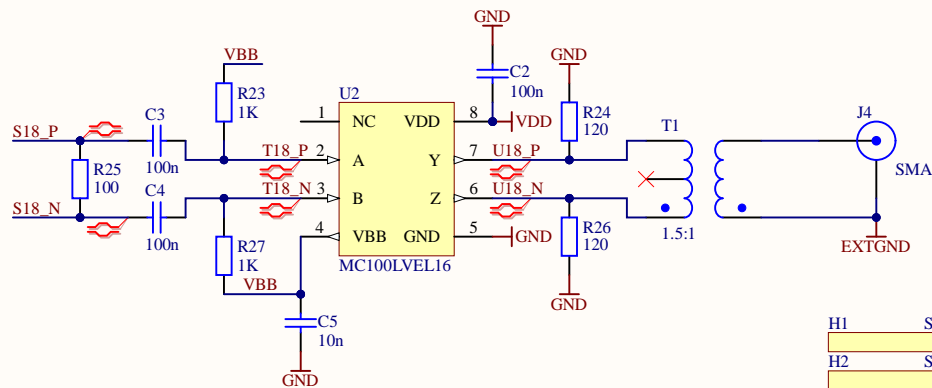 GND
VBB
C2
100n
GND
U2
R23
1K
C3
100n
1
NC
VDD
8
VDD
R24
120
T1
J4
S18_P
T18_P
2
A
Y
7
U18_P
SMA
R25
100
C4
100n
S18_N
T18_N
3
B
Z
6
U18_N
1.5:1
R27
1K
4
VBB
GND
5
GND
R26
120
EXTGND
MC100LVEL16
VBB
C5
10n
GND
GND
H1
S
H2
S